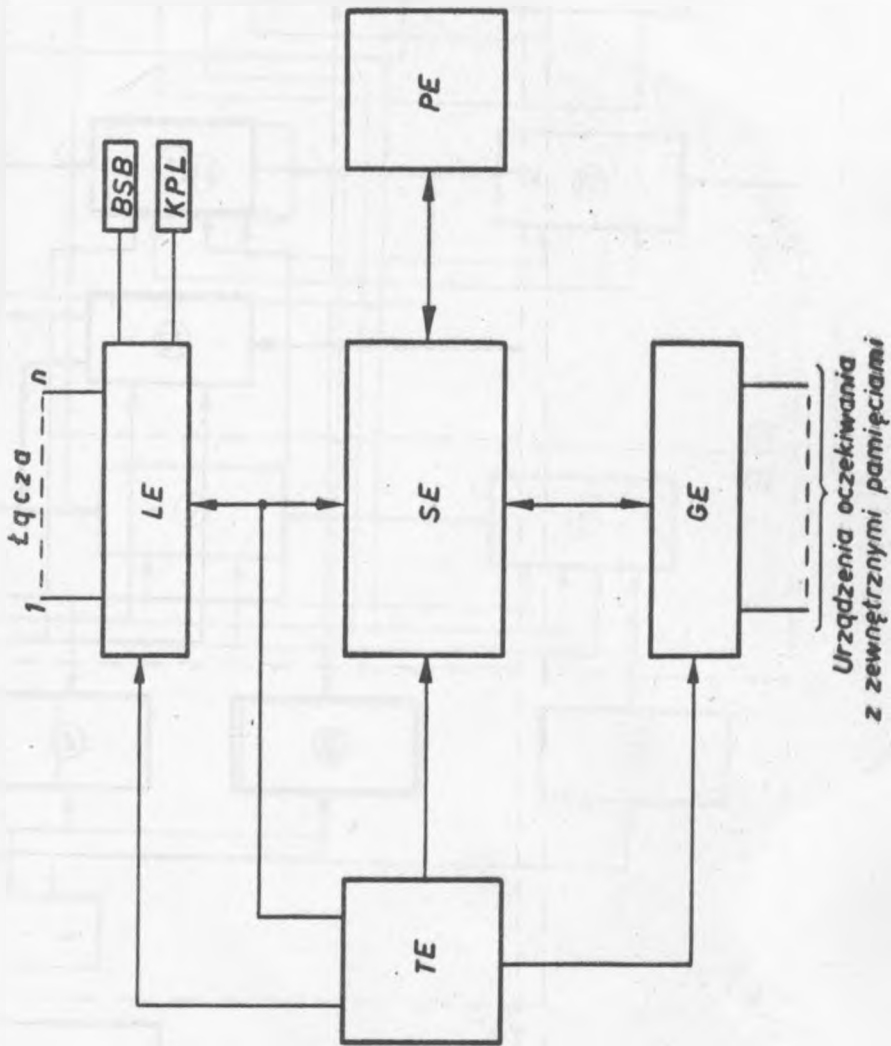 Łącza
1 n
BSB
KPL
LE
PE
SE
TE
GE
Urządzenia oczekiwania
z zewnętrznymi pamięciami